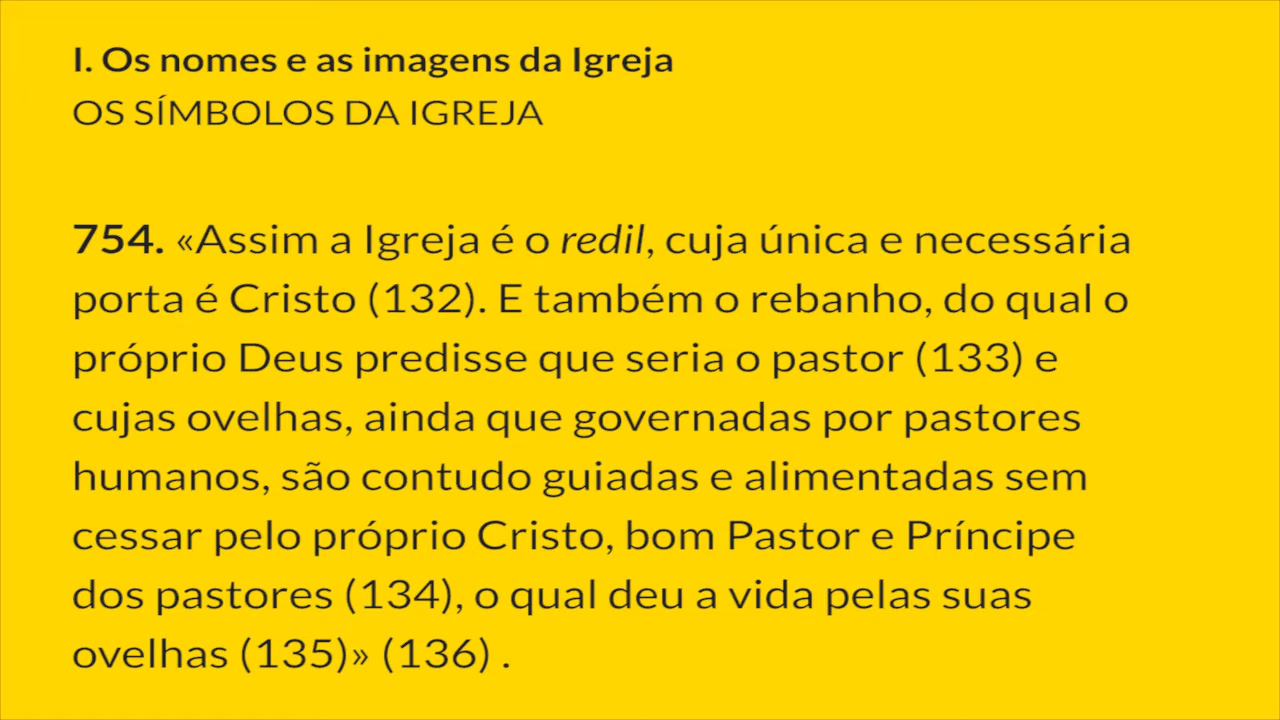 I. Os nomes e as imagens da Igreja
OS SÍMBOLOS DA IGREJA
754. «Assim a Igreja é o redil, cuja única e necessária
porta é Cristo (132). E também o rebanho, do qual o
próprio Deus predisse que seria o pastor (133) e
cujas ovelhas, ainda que governadas por pastores
humanos, são contudo guiadas e alimentadas sem
cessar pelo próprio Cristo, bom Pastor e Príncipe
dos pastores (134), o qual deu a vida pelas suas
ovelhas (135)» (136) .